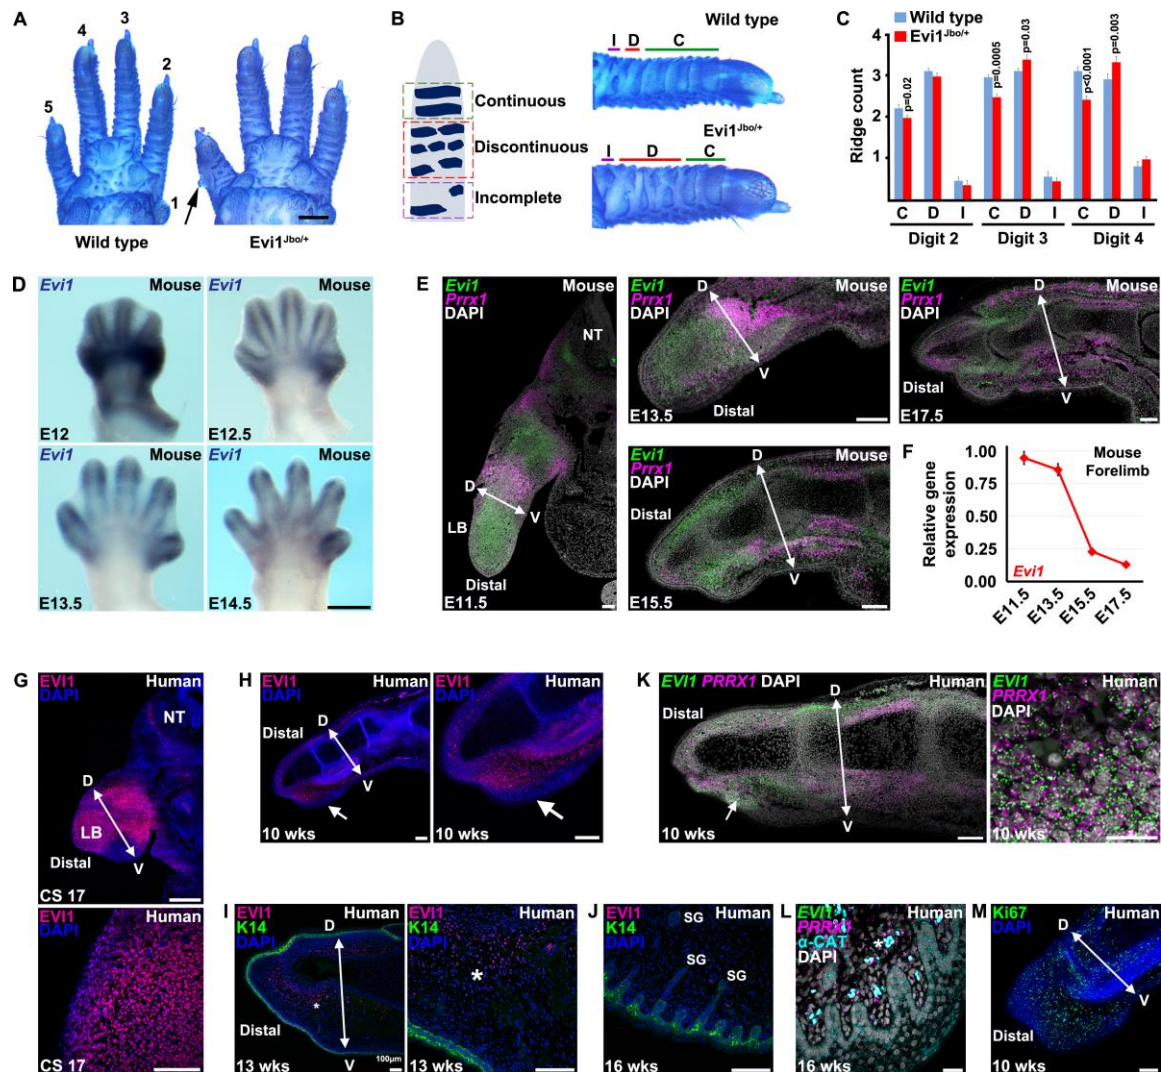 A
4
3
2
5
1
Wild type
Evi1Jbo/+
B
Continuous
Discontinuous
Incomplete
Wild type
I
D
C
Evi1Jbo/+
I
D
C
C
Wild type
Evi1Jbo/+
Ridge count
4
3
2
1
p=0.02
p=0.0005
p=0.03
p<0.0001
p=0.003
C D I C D I C D I
Digit 2 Digit 3 Digit 4
D
Evi1 Mouse
E12
Evi1 Mouse
E12.5
Evi1 Mouse
E13.5
Evi1 Mouse
E14.5
E
Evi1 Mouse
Prrx1
DAPI
NT
D
V
LB
Distal
E11.5
Evi1 D Mouse
Prrx1
DAPI
V
Distal
E13.5
Evi1 Mouse
Prrx1
DAPI
D
Distal
V
E17.5
Evi1 Mouse
Prrx1 D
DAPI
Distal
V
E15.5
F
Relative gene
expression
1.00
0.75
0.50
0.25
0.00
Mouse
Forelimb
Evi1
E11.5
E13.5
E15.5
E17.5
G
EVI1 Human
DAPI
NT
D
LB
Distal
V
CS 17
EVI1 Human
DAPI
CS 17
H
EVI1 Human
DAPI
D
Distal
V
10 wks
EVI1 Human
DAPI
10 wks
I
EVI1 Human
K14 D
DAPI
*
Distal
V
100µm
13 wks
EVI1 Human
K14
DAPI
*
13 wks
J
EVI1 Human
K14
DAPI
SG
SG
SG
16 wks
K
EVI1 PRRX1 DAPI Human
D
Distal
V
10 wks
EVI1 Human
PRRX1
DAPI
10 wks
L
EVI1 Human
PRRX1
α-CAT
DAPI
*
16 wks
M
Ki67 Human
DAPI
D
V
Distal
10 wks